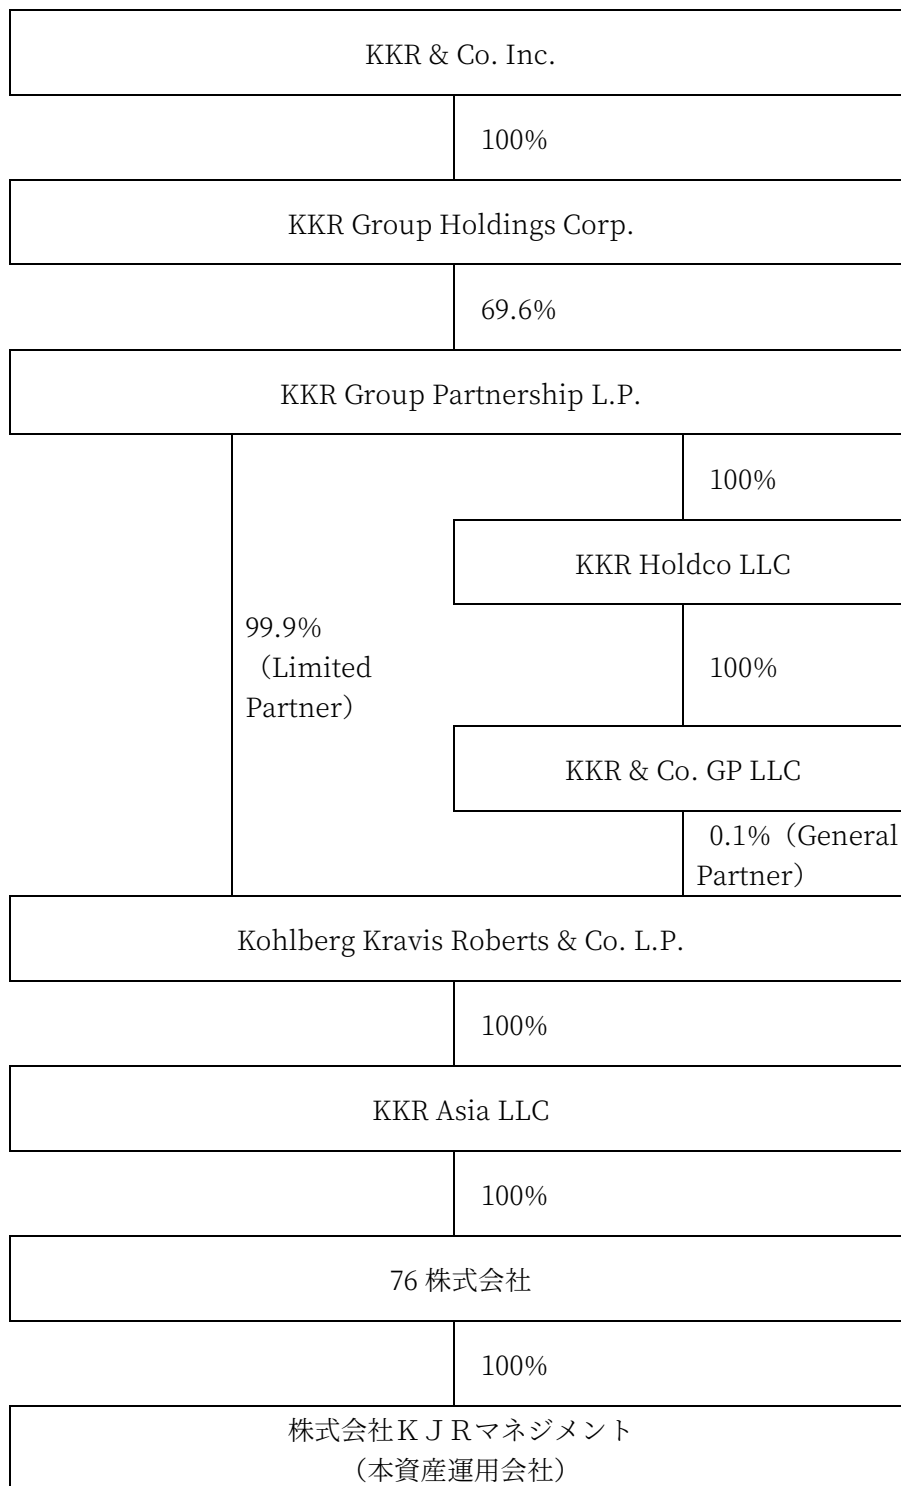 KKR & Co. Inc.
100%
KKR Group Holdings Corp.
69.6%
KKR Group Partnership L.P.
100%
KKR Holdco LLC
99.9%
（Limited
Partner）
100%
KKR & Co. GP LLC
0.1%（General
Partner）
Kohlberg Kravis Roberts & Co. L.P.
100%
KKR Asia LLC
100%
76 株式会社
100%
株式会社ＫＪＲマネジメント
（本資産運用会社）